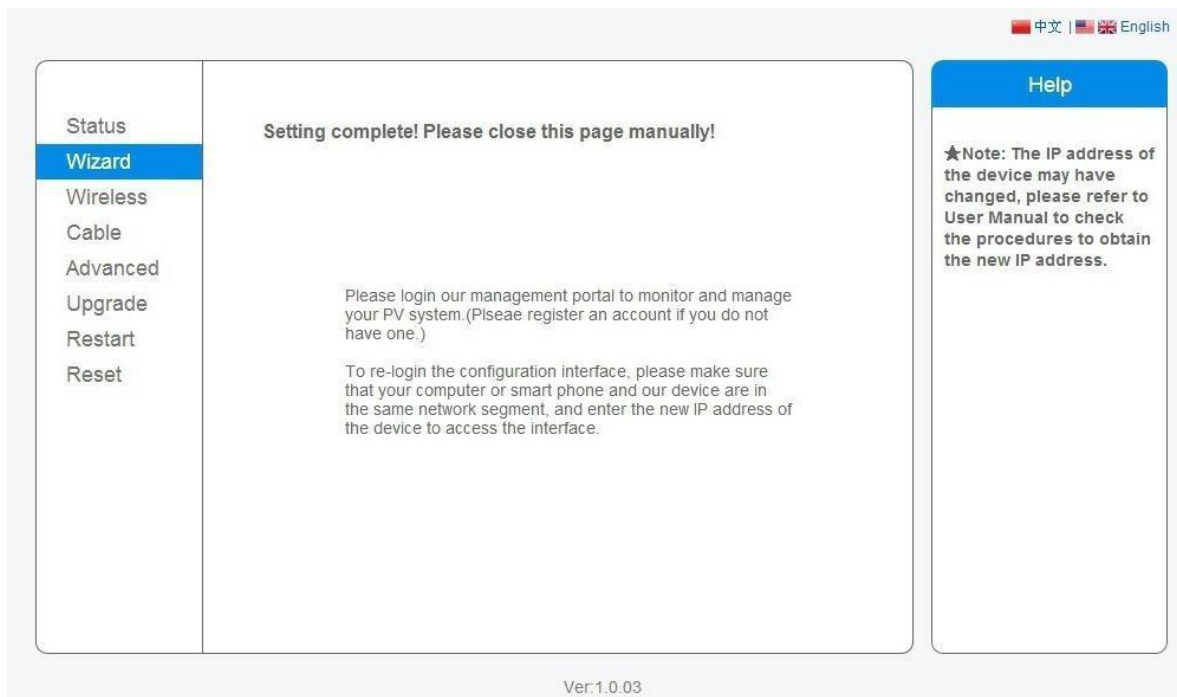 中文 | English
Status
Wizard
Wireless
Cable
Advanced
Upgrade
Restart
Reset
Setting complete! Please close this page manually!
Please login our management portal to monitor and manage
your PV system.(Plseae register an account if you do not
have one.)
To re-login the configuration interface, please make sure
that your computer or smart phone and our device are in
the same network segment, and enter the new IP address of
the device to access the interface.
Help
★Note: The IP address of
the device may have
changed, please refer to
User Manual to check
the procedures to obtain
the new IP address.
Ver:1.0.03